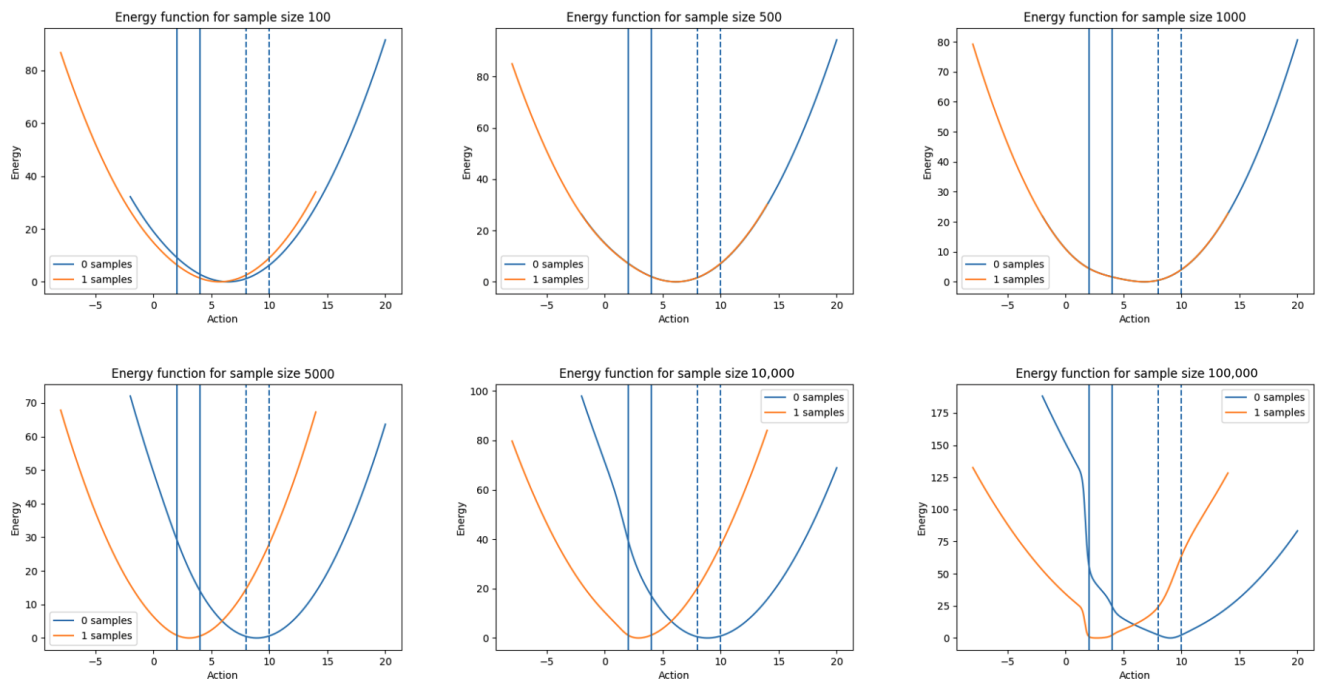 Energy function for sample size 100
Energy
80
60
40
20
0
0 samples
1 samples
−5 0 5 10 15 20
Action
Energy function for sample size 500
Energy
80
60
40
20
0
0 samples
1 samples
−5 0 5 10 15 20
Action
Energy function for sample size 1000
Energy
80
70
60
50
40
30
20
10
0
0 samples
1 samples
−5 0 5 10 15 20
Action
Energy function for sample size 5000
Energy
70
60
50
40
30
20
10
0
0 samples
1 samples
−5 0 5 10 15 20
Action
Energy function for sample size 10,000
Energy
100
80
60
40
20
0
0 samples
1 samples
−5 0 5 10 15 20
Action
Energy function for sample size 100,000
Energy
175
150
125
100
75
50
25
0
0 samples
1 samples
−5 0 5 10 15 20
Action